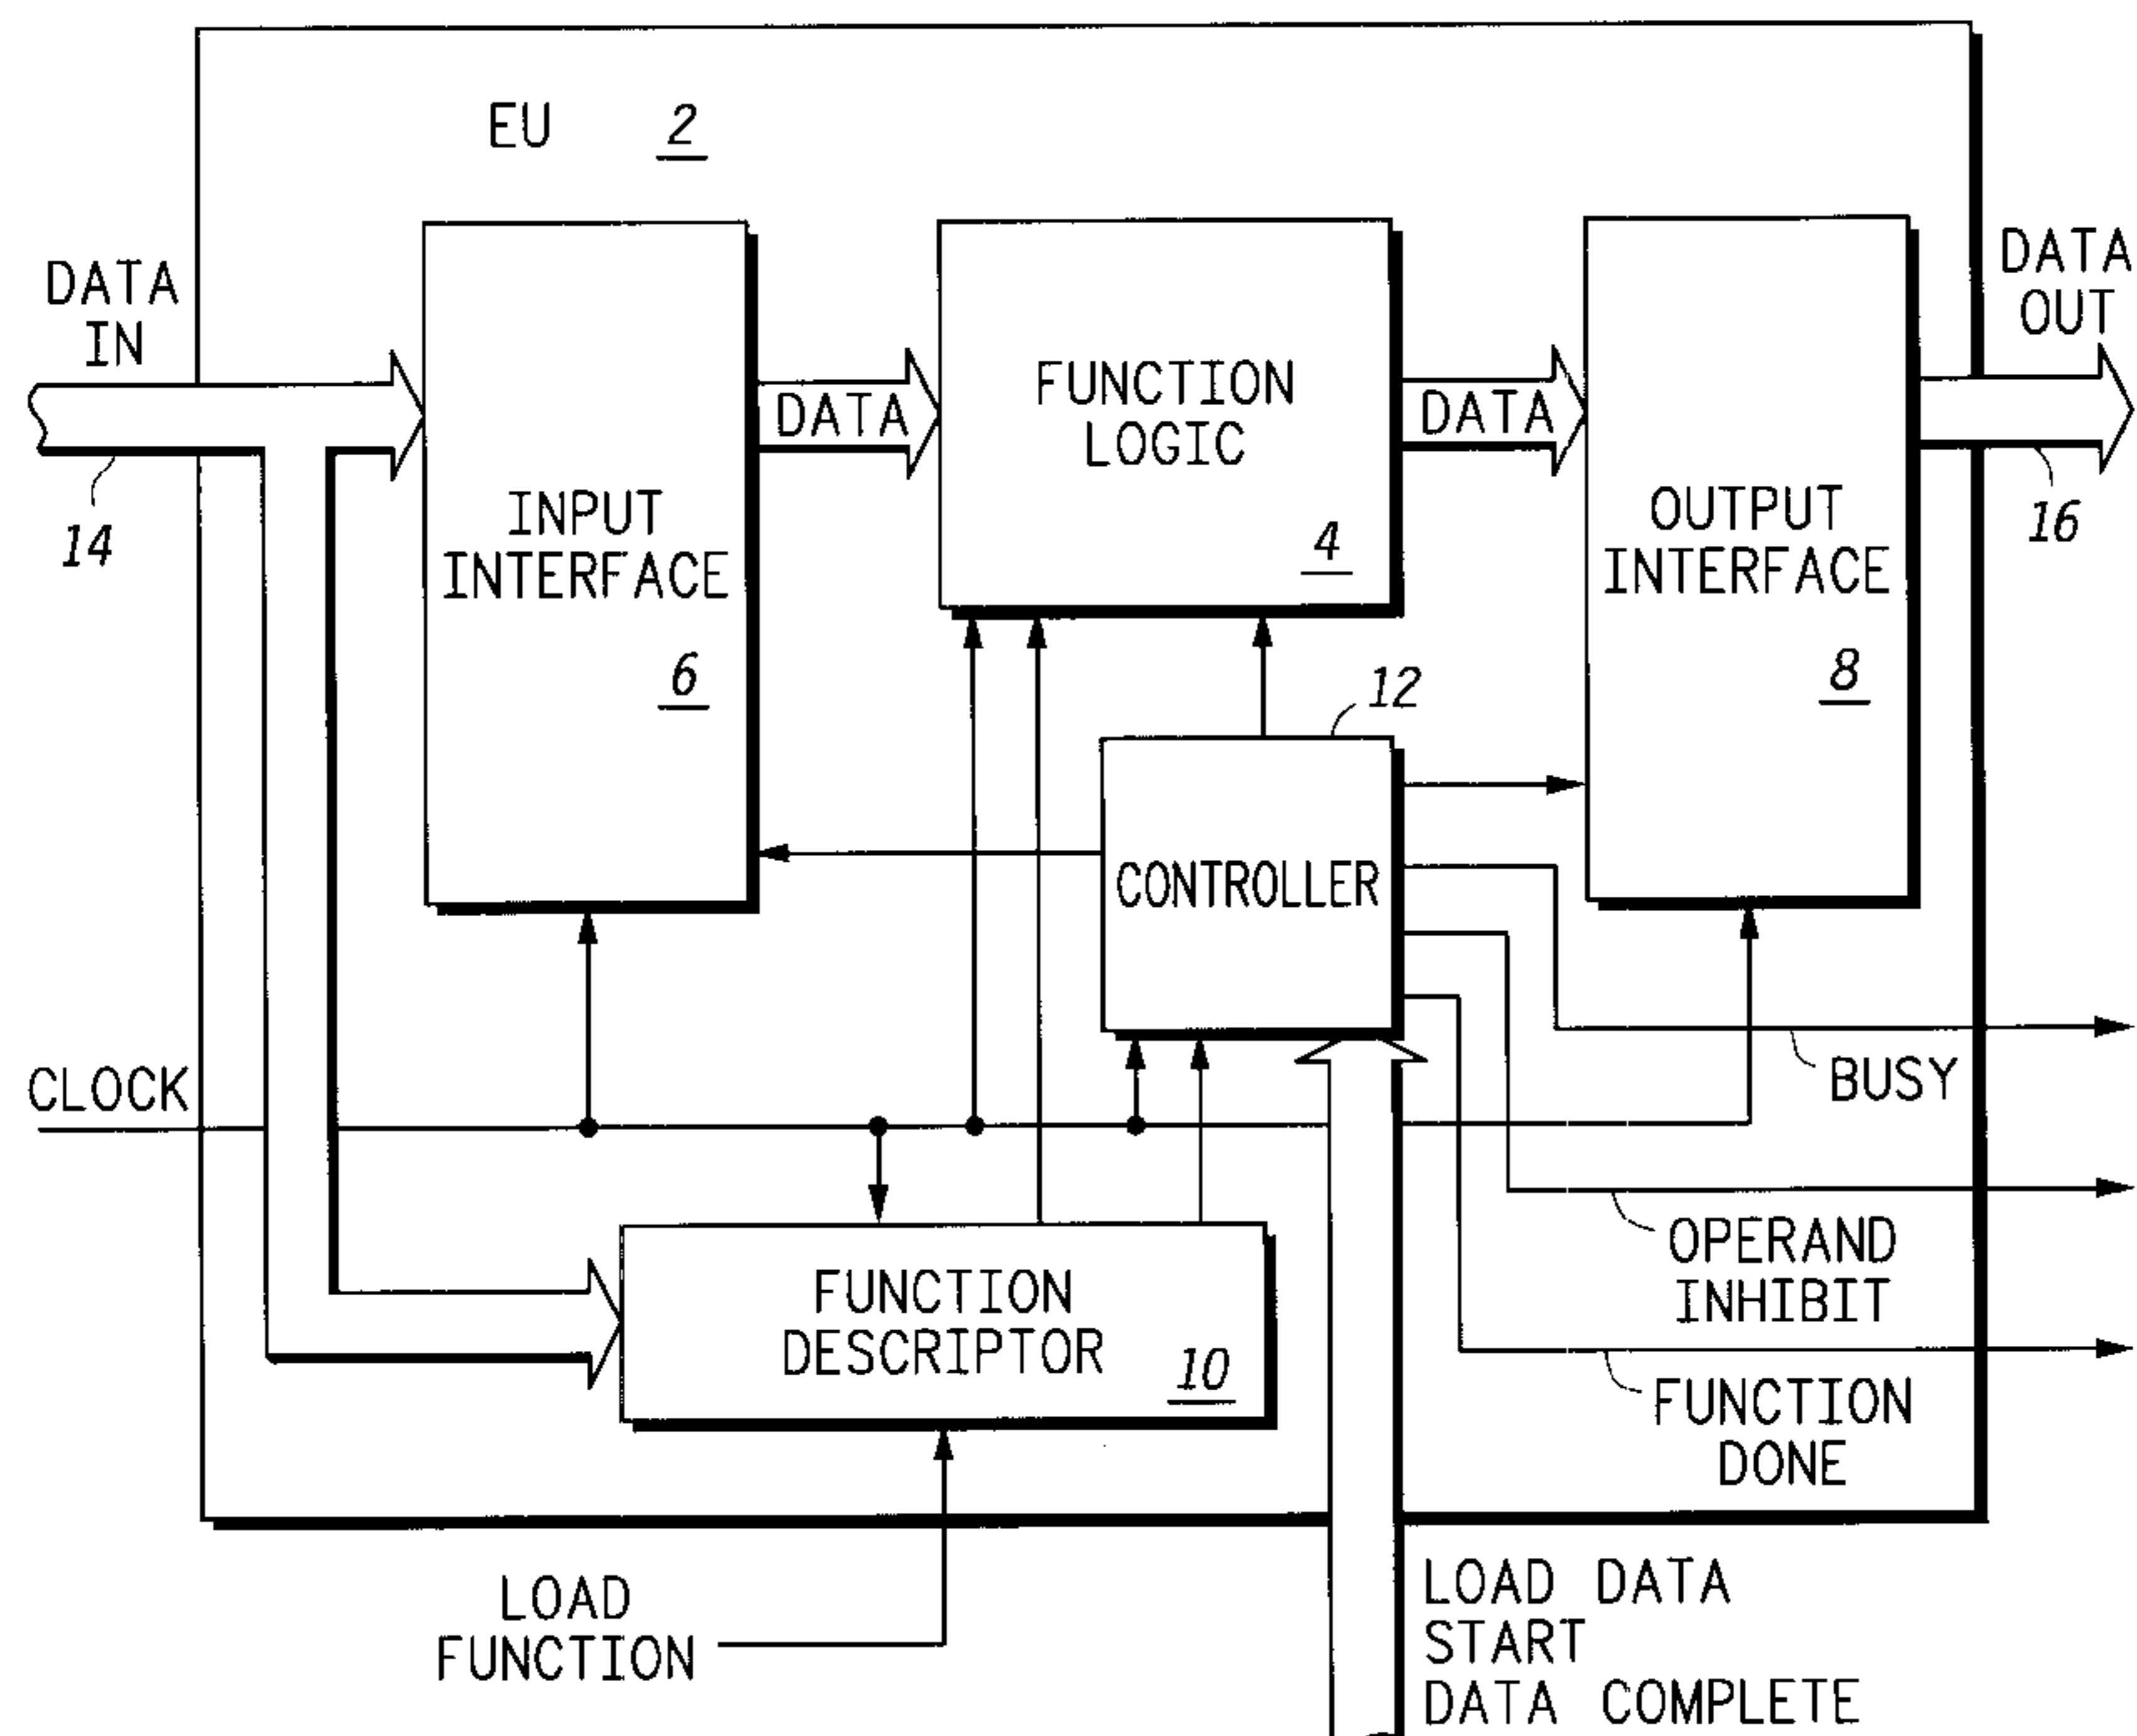 EU 2
DATA
IN
14
INPUT
INTERFACE
6
DATA
FUNCTION
LOGIC
4
DATA
OUTPUT
INTERFACE
8
DATA
OUT
16
12
CONTROLLER
CLOCK
BUSY
OPERAND
INHIBIT
FUNCTION
DONE
FUNCTION
DESCRIPTOR
10
LOAD
FUNCTION
LOAD DATA
START
DATA COMPLETE